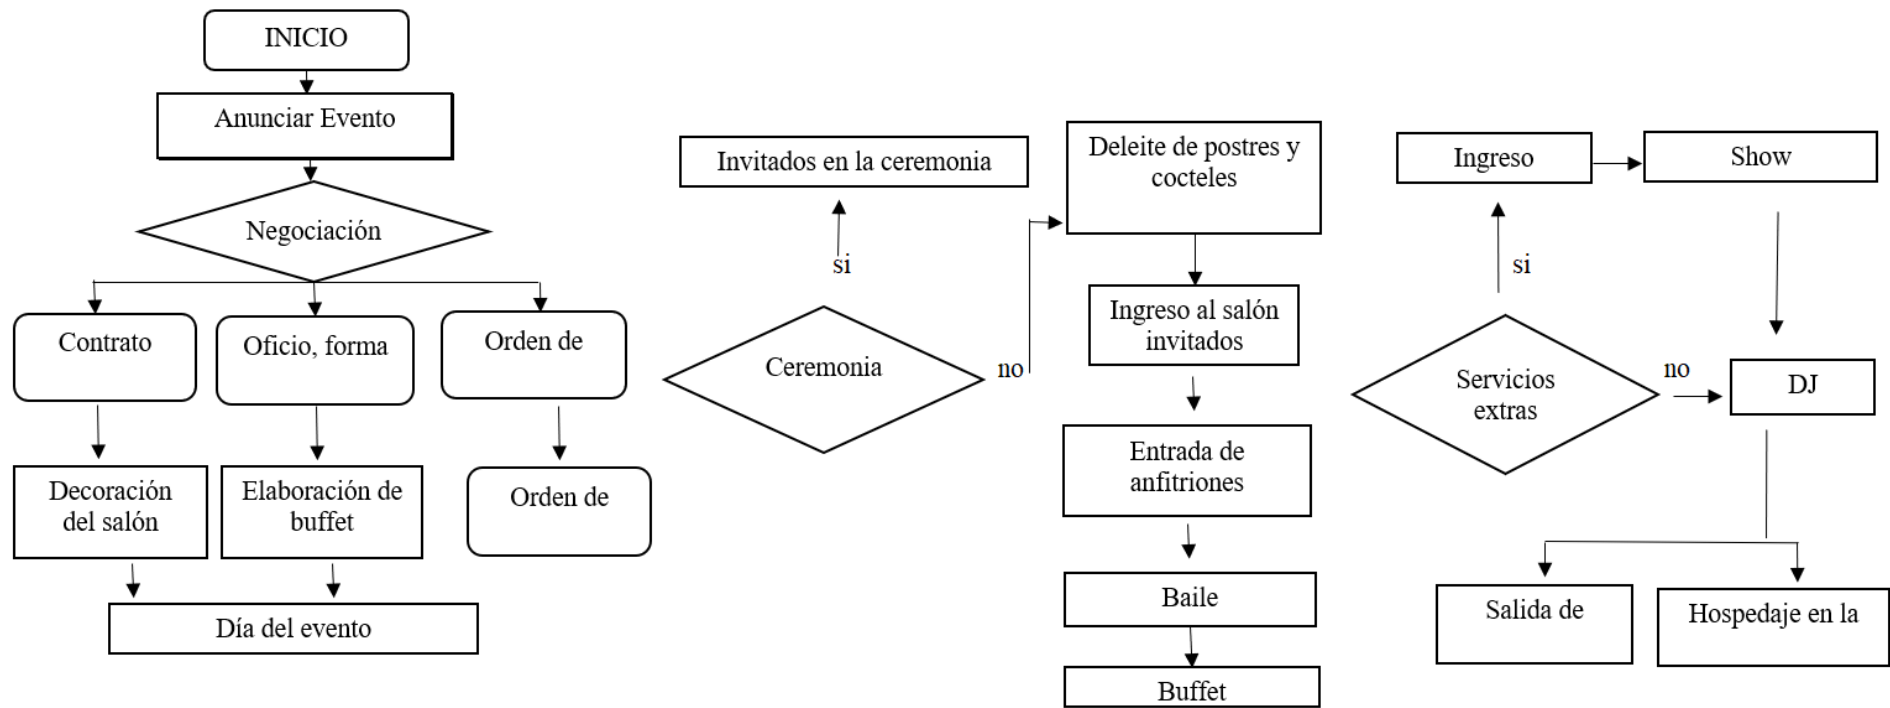 INICIO
Anunciar Evento
Negociación
Contrato
Oficio, forma
Orden de
Decoración
del salón
Elaboración de
buffet
Orden de
Día del evento
Invitados en la ceremonia
si
Ceremonia
no
Deleite de postres y
cocteles
Ingreso al salón
invitados
Entrada de
anfitriones
Baile
Buffet
Ingreso
Show
si
Servicios
extras
no
DJ
Salida de
Hospedaje en la